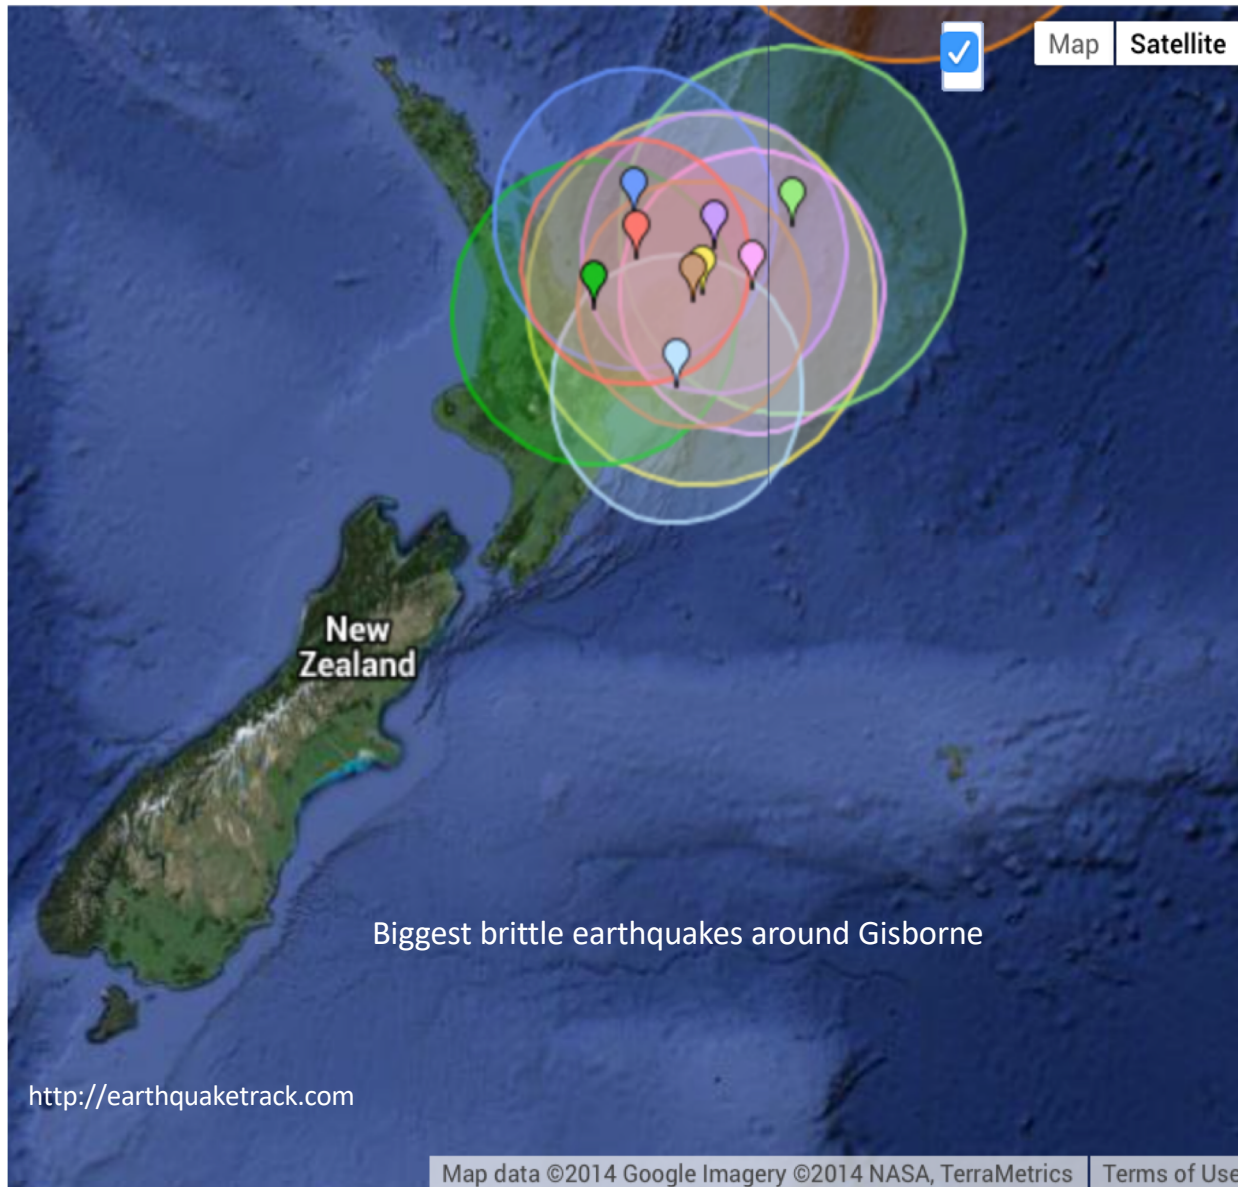 Map
Satellite
New
Zealand
Biggest brittle earthquakes around Gisborne
http://earthquaketrack.com
Map data ©2014 Google Imagery ©2014 NASA, TerraMetrics
Terms of Use